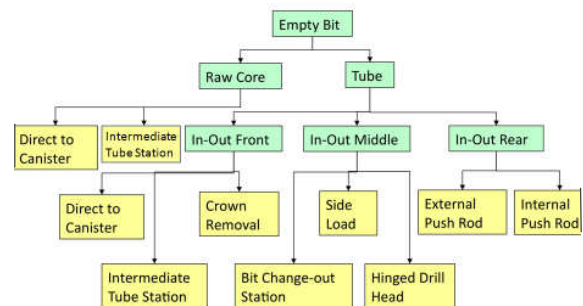 Empty Bit
Raw Core
Tube
Direct to
Canister
Intermediate
Tube Station
In-Out Front
In-Out Middle
In-Out Rear
Direct to
Canister
Crown
Removal
Side
Load
External
Push Rod
Internal
Push Rod
Intermediate
Tube Station
Bit Change-out
Station
Hinged Drill
Head